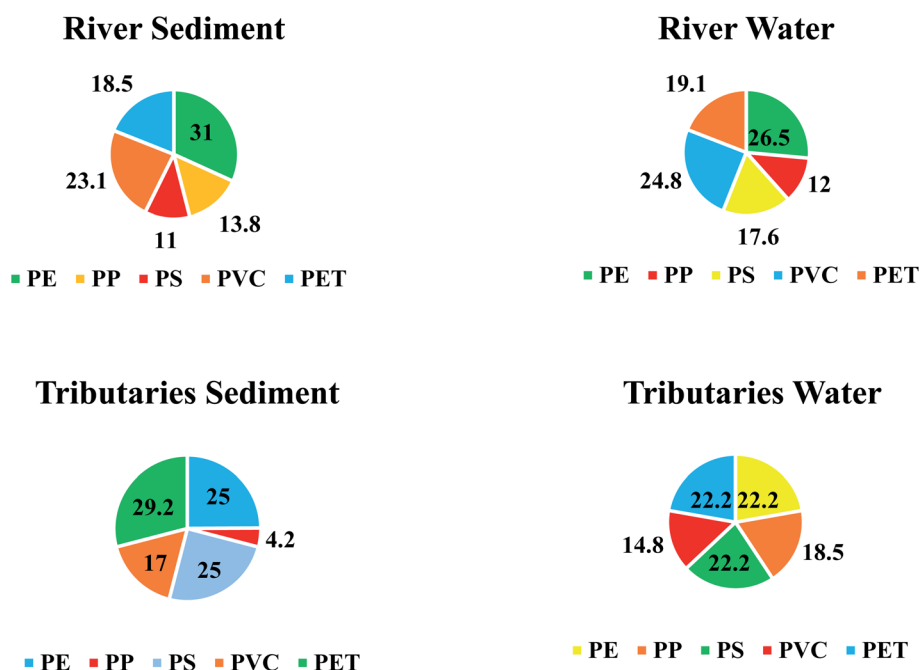 River Sediment
18.5
31
23.1
13.8
11
PE PP PS PVC PET
River Water
19.1
26.5
24.8
12
17.6
PE PP PS PVC PET
Tributaries Sediment
29.2
25
4.2
17
25
PE PP PS PVC PET
Tributaries Water
22.2 22.2
14.8
18.5
22.2
PE PP PS PVC PET